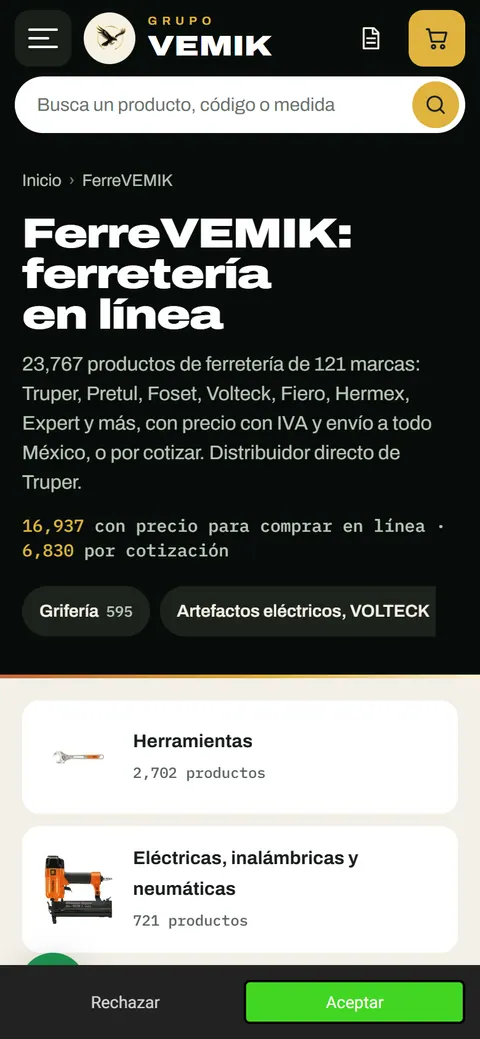 GRUPO
VEMIK
Busca un producto, código o medida
Inicio › FerreVEMIK
FerreVEMIK:
ferretería
en línea
23,767 productos de ferretería de 121 marcas:
Truper, Pretul, Foset, Volteck, Fiero, Hermex,
Expert y más, con precio con IVA y envío a todo
México, o por cotizar. Distribuidor directo de
Truper.
16,937 con precio para comprar en línea ·
6,830 por cotización
Grifería 595
Artefactos eléctricos, VOLTECK
Herramientas
2,702 productos
Eléctricas, inalámbricas y
neumáticas
721 productos
Rechazar
Aceptar